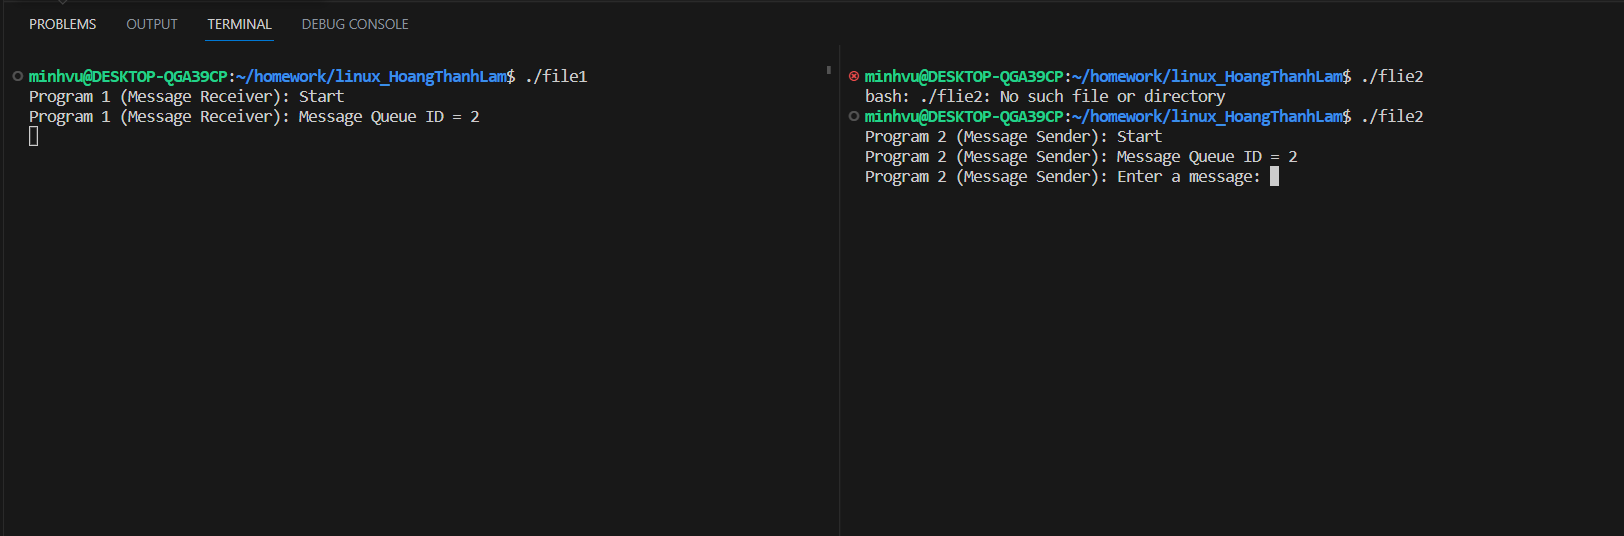 PROBLEMS OUTPUT TERMINAL DEBUG CONSOLE
minhvu@DESKTOP-QGA39CP:~/homework/linux_HoangThanhLam$ ./file1
Program 1 (Message Receiver): Start
Program 1 (Message Receiver): Message Queue ID = 2
minhvu@DESKTOP-QGA39CP:~/homework/linux_HoangThanhLam$ ./flie2
bash: ./flie2: No such file or directory
minhvu@DESKTOP-QGA39CP:~/homework/linux_HoangThanhLam$ ./file2
Program 2 (Message Sender): Start
Program 2 (Message Sender): Message Queue ID = 2
Program 2 (Message Sender): Enter a message: